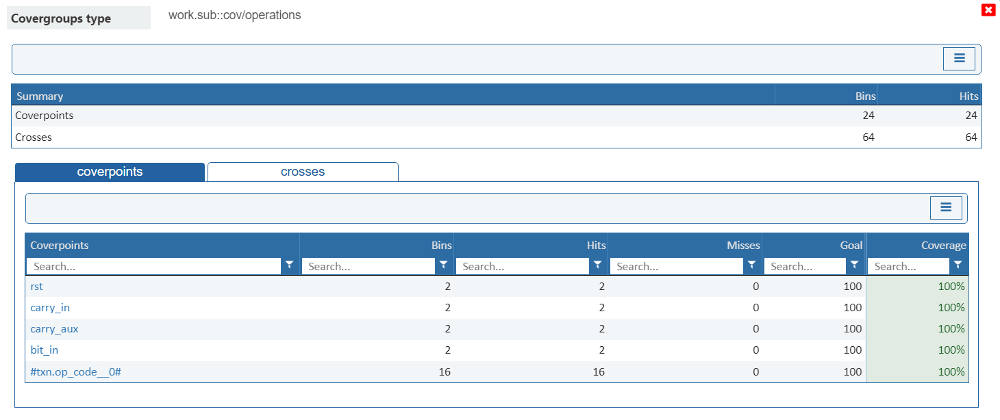 Covergroups type work.sub::cov/operations
Summary Bins Hits
Coverpoints 24 24
Crosses 64 64
coverpoints crosses
Coverpoints Bins Hits Misses Goal Coverage
Search... Search... Search... Search... Search... Search...
rst 2 2 0 100 100%
carry_in 2 2 0 100 100%
carry_aux 2 2 0 100 100%
bit_in 2 2 0 100 100%
#txn.op_code__0# 16 16 0 100 100%